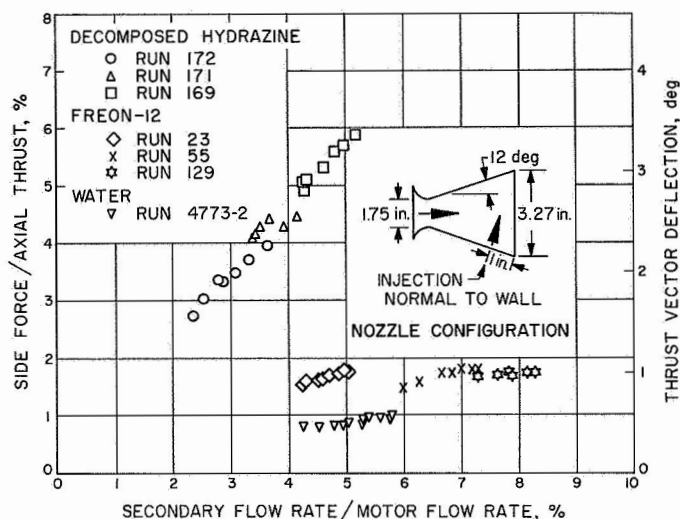 8
7
6
5
4
3
2
1
0
SIDE FORCE/AXIAL THRUST, %
DECOMPOSED HYDRAZINE
○ RUN 172
△ RUN 171
□ RUN 169
FREON-12
◇ RUN 23
× RUN 55
✡ RUN 129
WATER
▽ RUN 4773-2
12 deg
1.75 in.
3.27 in.
1 in.
INJECTION
NORMAL TO WALL
NOZZLE CONFIGURATION
4
3
2
1
0
THRUST VECTOR DEFLECTION, deg
0 1 2 3 4 5 6 7 8 9 10
SECONDARY FLOW RATE/MOTOR FLOW RATE, %